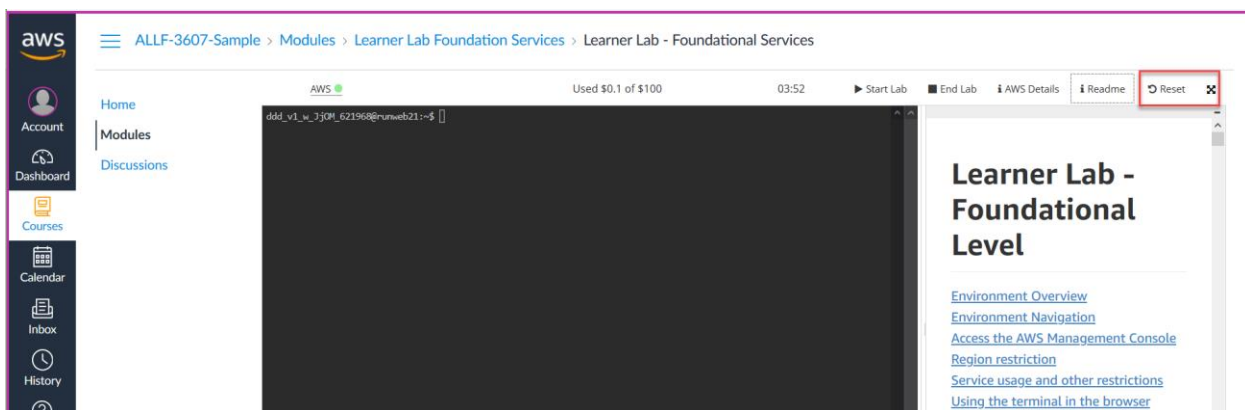 aws
ALLF-3607-Sample > Modules > Learner Lab Foundation Services > Learner Lab - Foundational Services
Account
Dashboard
Courses
Calendar
Inbox
History
Home
Modules
Discussions
AWS
Used $0.1 of $100
03:52
Start Lab
End Lab
AWS Details
Readme
Reset
ddd_v1_w_JjOM_621968@runweb21:~$
Learner Lab -
Foundational
Level
Environment Overview
Environment Navigation
Access the AWS Management Console
Region restriction
Service usage and other restrictions
Using the terminal in the browser